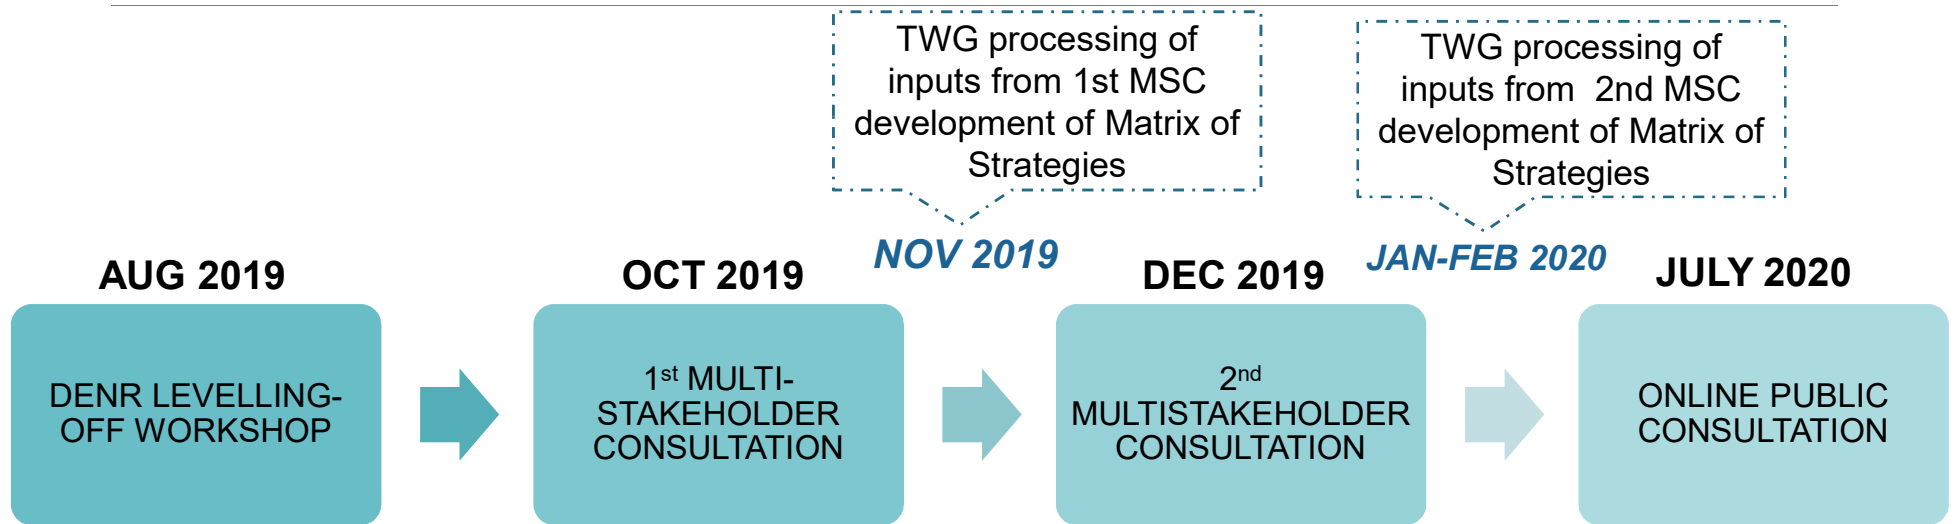 TWG processing of
inputs from 1st MSC
development of Matrix of
Strategies
TWG processing of
inputs from  2nd MSC
development of Matrix of
Strategies
AUG 2019
OCT 2019
NOV 2019
DEC 2019
JAN-FEB 2020
JULY 2020
DENR LEVELLING-
OFF WORKSHOP
1st MULTI-
STAKEHOLDER
CONSULTATION
2nd
MULTISTAKEHOLDER
CONSULTATION
ONLINE PUBLIC
CONSULTATION